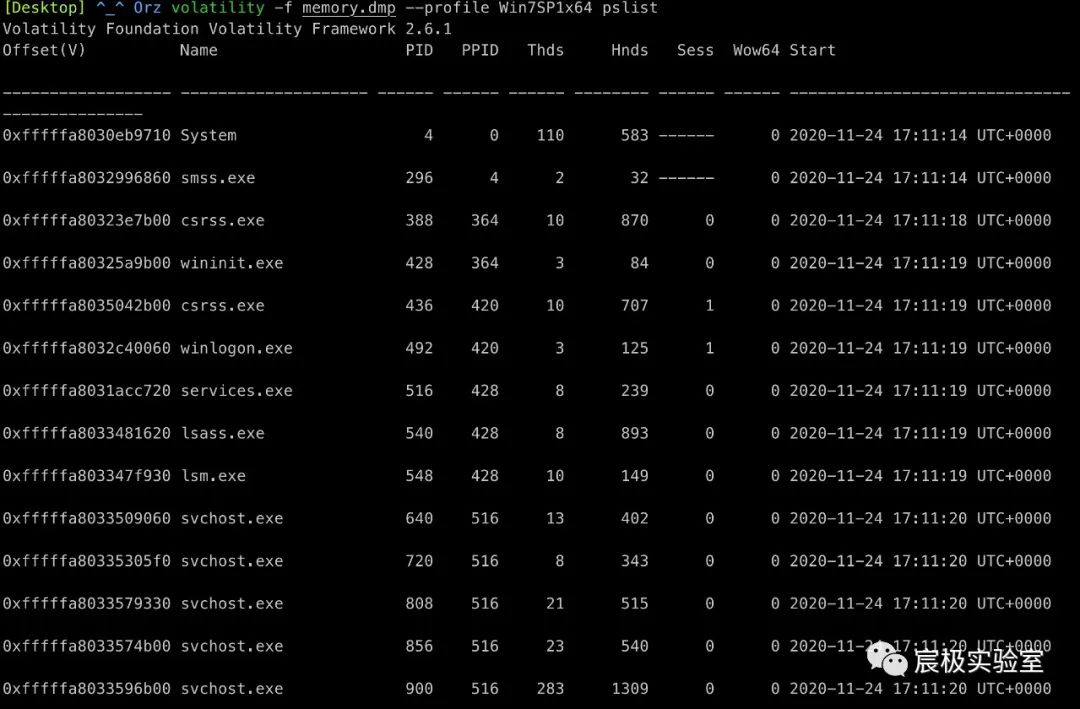 [Desktop] ^_^ Orz volatility -f memory.dmp --profile Win7SP1x64 pslist
Volatility Foundation Volatility Framework 2.6.1
Offset(V)          Name                    PID   PPID   Thds     Hnds   Sess  Wow64 Start
------------------ -------------------- ------ ------ ------ -------- ------ ------ ------------------------------
---------------
0xfffffa8030eb9710 System                    4      0    110      583 ------      0 2020-11-24 17:11:14 UTC+0000
0xfffffa8032996860 smss.exe                296      4      2       32 ------      0 2020-11-24 17:11:14 UTC+0000
0xfffffa80323e7b00 csrss.exe               388    364     10      870      0      0 2020-11-24 17:11:18 UTC+0000
0xfffffa80325a9b00 wininit.exe             428    364      3       84      0      0 2020-11-24 17:11:19 UTC+0000
0xfffffa8035042b00 csrss.exe               436    420     10      707      1      0 2020-11-24 17:11:19 UTC+0000
0xfffffa8032c40060 winlogon.exe            492    420      3      125      1      0 2020-11-24 17:11:19 UTC+0000
0xfffffa8031acc720 services.exe            516    428      8      239      0      0 2020-11-24 17:11:19 UTC+0000
0xfffffa8033481620 lsass.exe               540    428      8      893      0      0 2020-11-24 17:11:19 UTC+0000
0xfffffa803347f930 lsm.exe                 548    428     10      149      0      0 2020-11-24 17:11:19 UTC+0000
0xfffffa8033509060 svchost.exe             640    516     13      402      0      0 2020-11-24 17:11:20 UTC+0000
0xfffffa80335305f0 svchost.exe             720    516      8      343      0      0 2020-11-24 17:11:20 UTC+0000
0xfffffa8033579330 svchost.exe             808    516     21      515      0      0 2020-11-24 17:11:20 UTC+0000
0xfffffa8033574b00 svchost.exe             856    516     23      540      0      0 2020-11-24 17:11:20 UTC+0000
宸极实验室
0xfffffa8033596b00 svchost.exe             900    516    283     1309      0      0 2020-11-24 17:11:20 UTC+0000